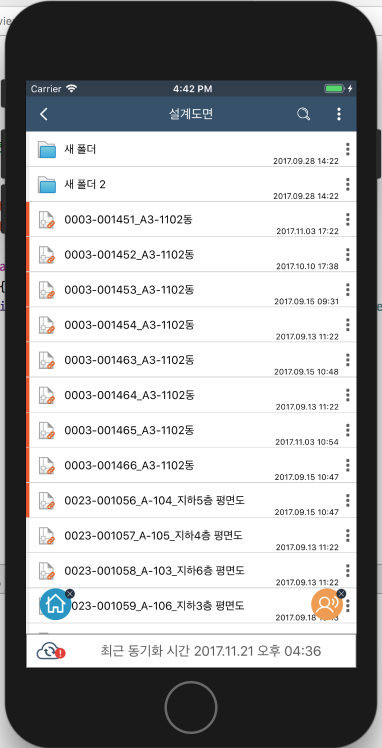 Carrier 4:42 PM
설계도면
새 폴더
2017.09.28 14:22
새 폴더 2
2017.09.28 14:22
0003-001451_A3-1102동
2017.11.03 17:22
0003-001452_A3-1102동
2017.10.10 17:38
0003-001453_A3-1102동
2017.09.15 09:31
0003-001454_A3-1102동
2017.09.13 11:22
0003-001463_A3-1102동
2017.09.15 10:48
0003-001464_A3-1102동
2017.09.13 11:22
0003-001465_A3-1102동
2017.11.03 10:54
0003-001466_A3-1102동
2017.09.15 10:47
0023-001056_A-104_지하5층 평면도
2017.09.15 10:47
0023-001057_A-105_지하4층 평면도
2017.09.13 11:22
0023-001058_A-103_지하6층 평면도
2017.09.13 11:22
0023-001059_A-106_지하3층 평면도
2017.09.18
최근 동기화 시간 2017.11.21 오후 04:36